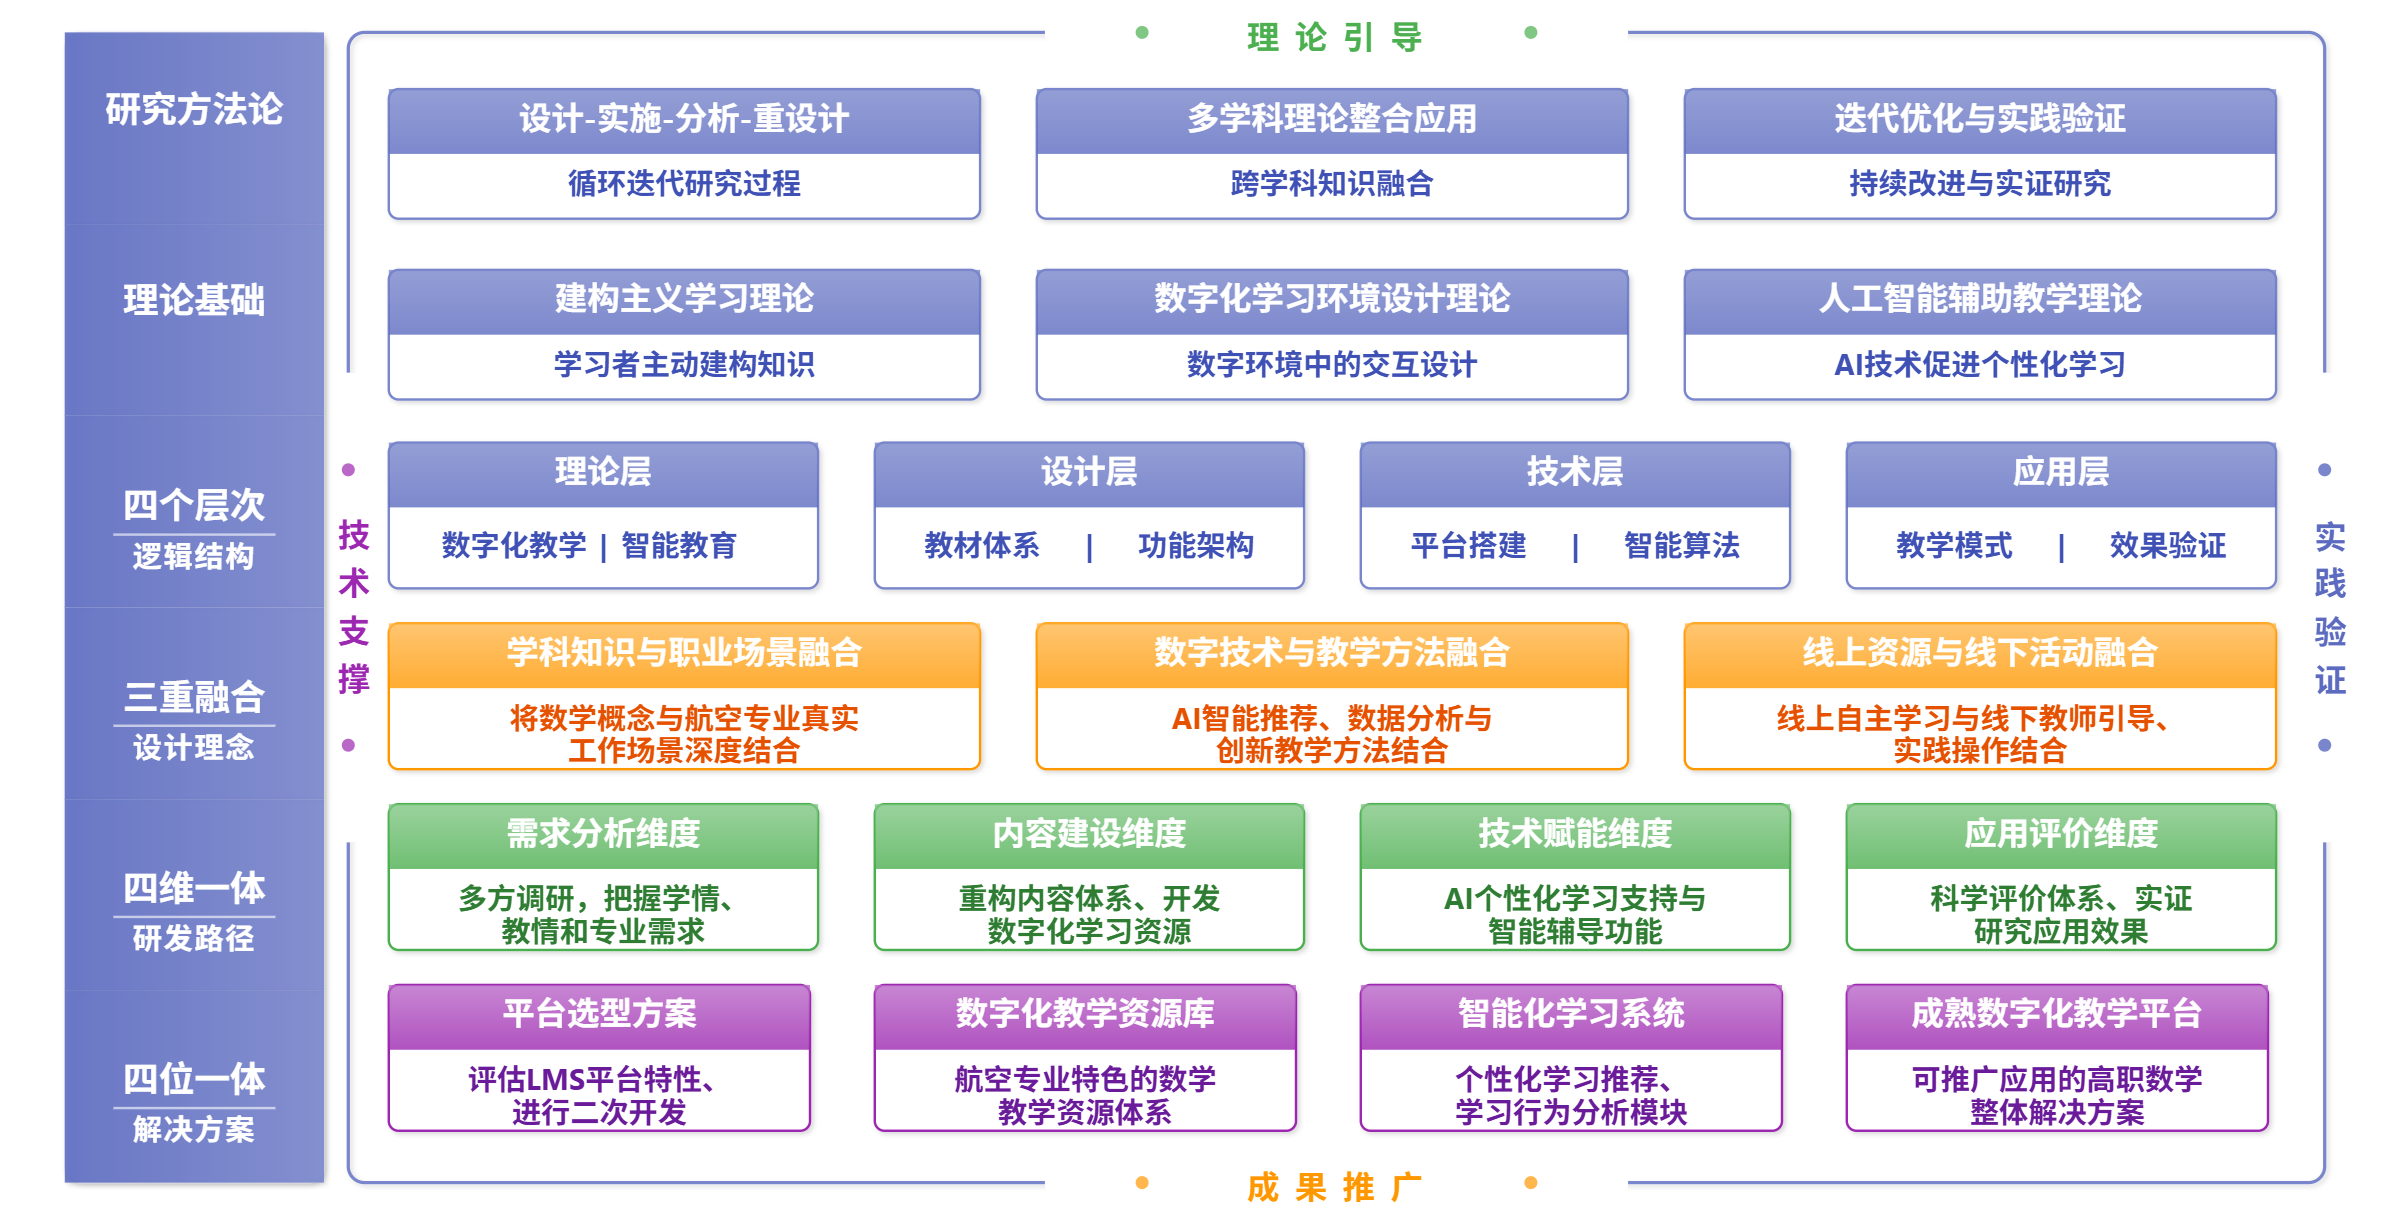 理论引导
研究方法论
设计-实施-分析-重设计
循环迭代研究过程
多学科理论整合应用
跨学科知识融合
迭代优化与实践验证
持续改进与实证研究
理论基础
建构主义学习理论
学习者主动建构知识
数字化学习环境设计理论
数字环境中的交互设计
人工智能辅助教学理论
AI技术促进个性化学习
四个层次
逻辑结构
理论层
数字化教学 | 智能教育
设计层
教材体系 | 功能架构
技术层
平台搭建 | 智能算法
应用层
教学模式 | 效果验证
技术支撑
实践验证
三重融合
设计理念
学科知识与职业场景融合
将数学概念与航空专业真实
工作场景深度结合
数字技术与教学方法融合
AI智能推荐、数据分析与
创新教学方法结合
线上资源与线下活动融合
线上自主学习与线下教师引导、
实践操作结合
四维一体
研发路径
需求分析维度
多方调研，把握学情、
教情和专业需求
内容建设维度
重构内容体系、开发
数字化学习资源
技术赋能维度
AI个性化学习支持与
智能辅导功能
应用评价维度
科学评价体系、实证
研究应用效果
四位一体
解决方案
平台选型方案
评估LMS平台特性、
进行二次开发
数字化教学资源库
航空专业特色的数学
教学资源体系
智能化学习系统
个性化学习推荐、
学习行为分析模块
成熟数字化教学平台
可推广应用的高职数学
整体解决方案
成果推广